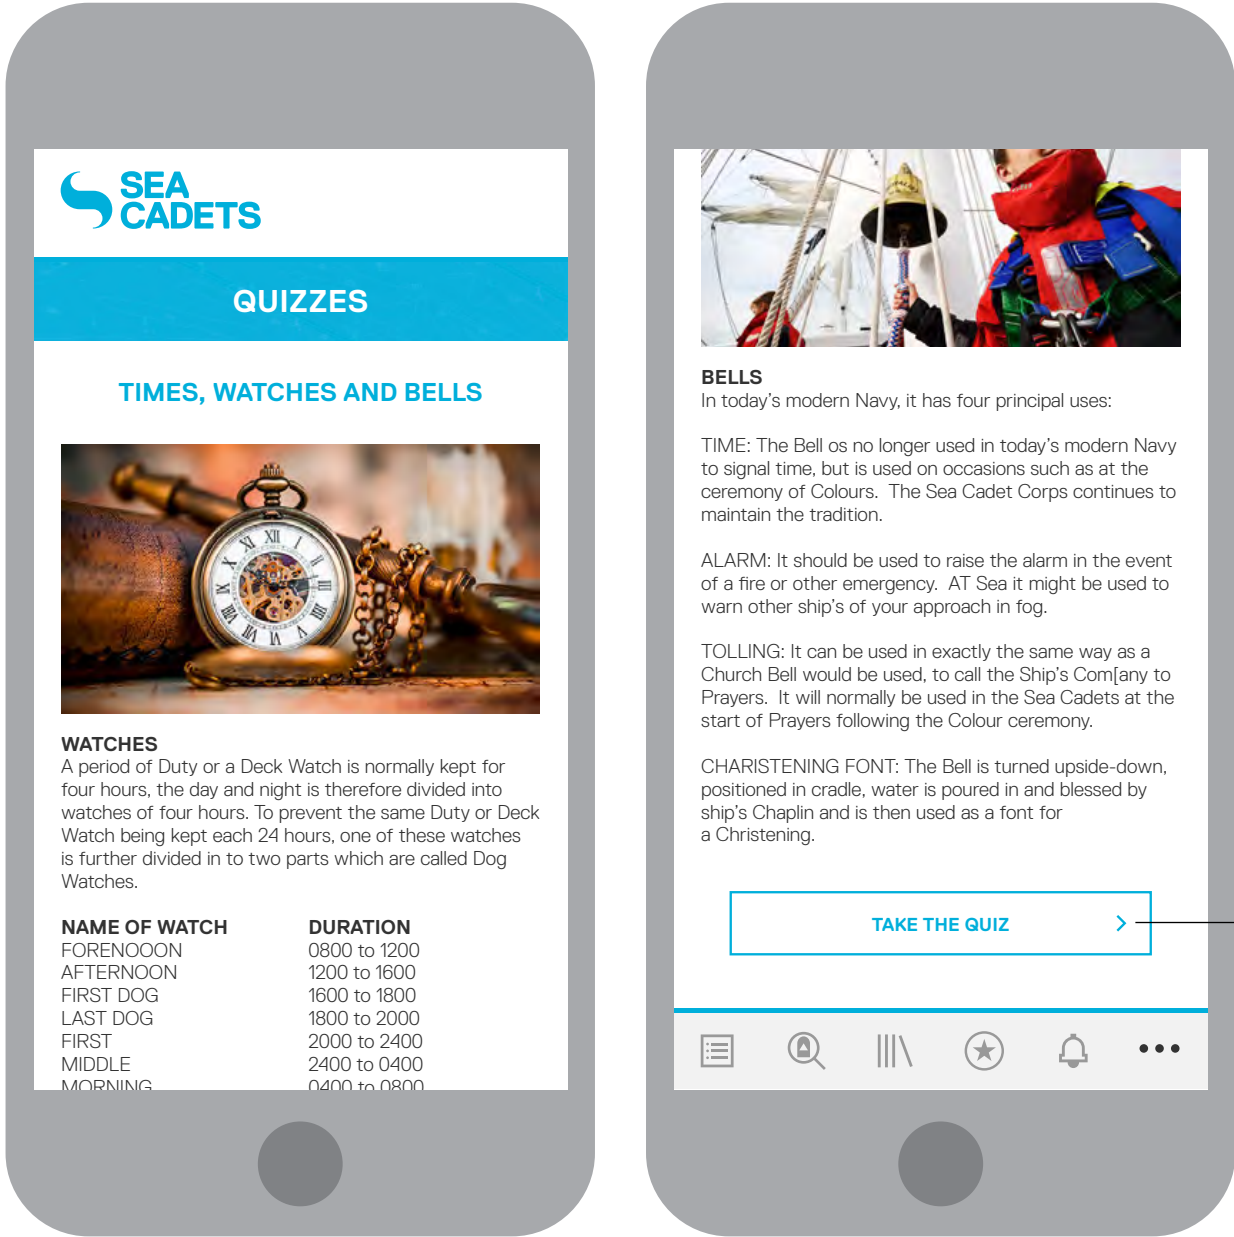 SEA
CADETS
QUIZZES
TIMES, WATCHES AND BELLS
WATCHES
A period of Duty or a Deck Watch is normally kept for
four hours, the day and night is therefore divided into
watches of four hours. To prevent the same Duty or Deck
Watch being kept each 24 hours, one of these watches
is further divided in to two parts which are called Dog
Watches.
NAME OF WATCH DURATION
FORENOOON 0800 to 1200
AFTERNOON 1200 to 1600
FIRST DOG 1600 to 1800
LAST DOG 1800 to 2000
FIRST 2000 to 2400
MIDDLE 2400 to 0400
MORNING 0400 to 0800
BELLS
In today's modern Navy, it has four principal uses:
TIME: The Bell os no longer used in today's modern Navy
to signal time, but is used on occasions such as at the
ceremony of Colours. The Sea Cadet Corps continues to
maintain the tradition.
ALARM: It should be used to raise the alarm in the event
of a fire or other emergency. AT Sea it might be used to
warn other ship's of your approach in fog.
TOLLING: It can be used in exactly the same way as a
Church Bell would be used, to call the Ship's Com[any to
Prayers. It will normally be used in the Sea Cadets at the
start of Prayers following the Colour ceremony.
CHARISTENING FONT: The Bell is turned upside-down,
positioned in cradle, water is poured in and blessed by
ship's Chaplin and is then used as a font for
a Christening.
TAKE THE QUIZ